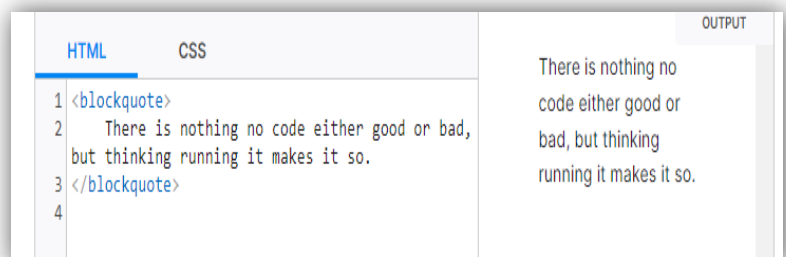 OUTPUT
HTML CSS
1 <blockquote>
2 There is nothing no code either good or bad,
but thinking running it makes it so.
3 </blockquote>
4
There is nothing no
code either good or
bad, but thinking
running it makes it so.